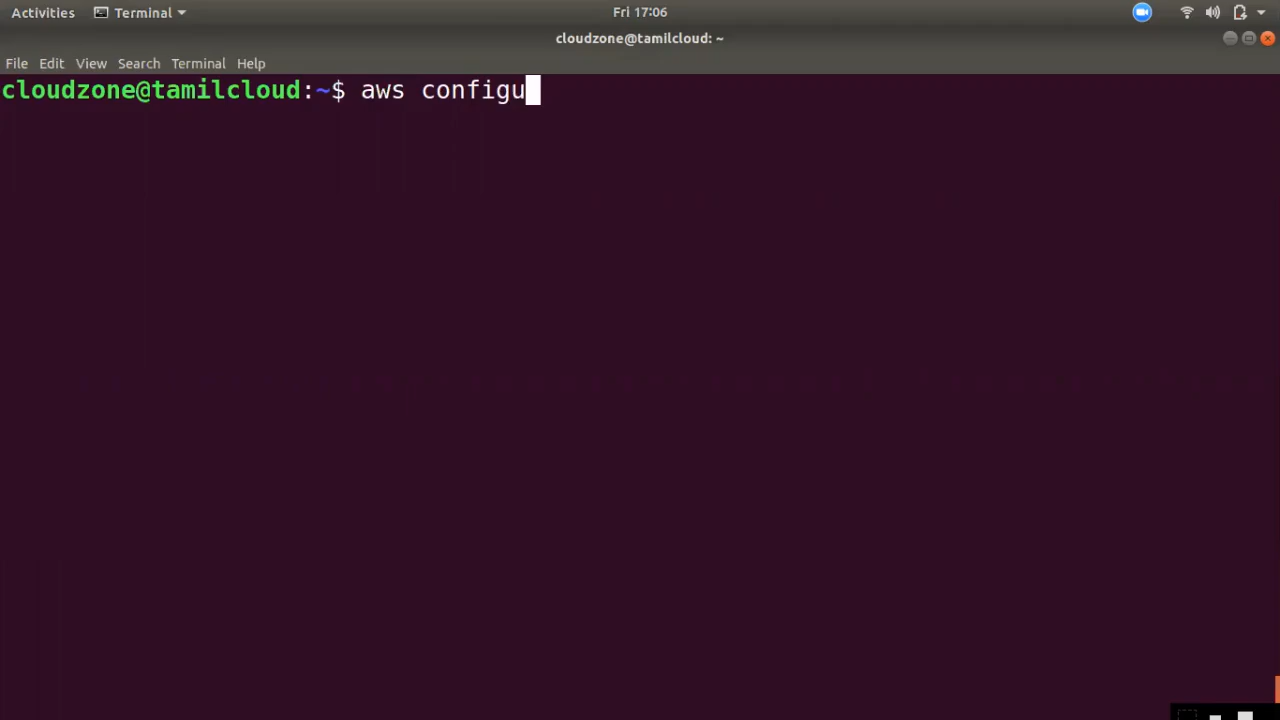 Activities Terminal Fri 17:06
cloudzone@tamilcloud: ~
File Edit View Search Terminal Help
cloudzone@tamilcloud:~$ aws configu